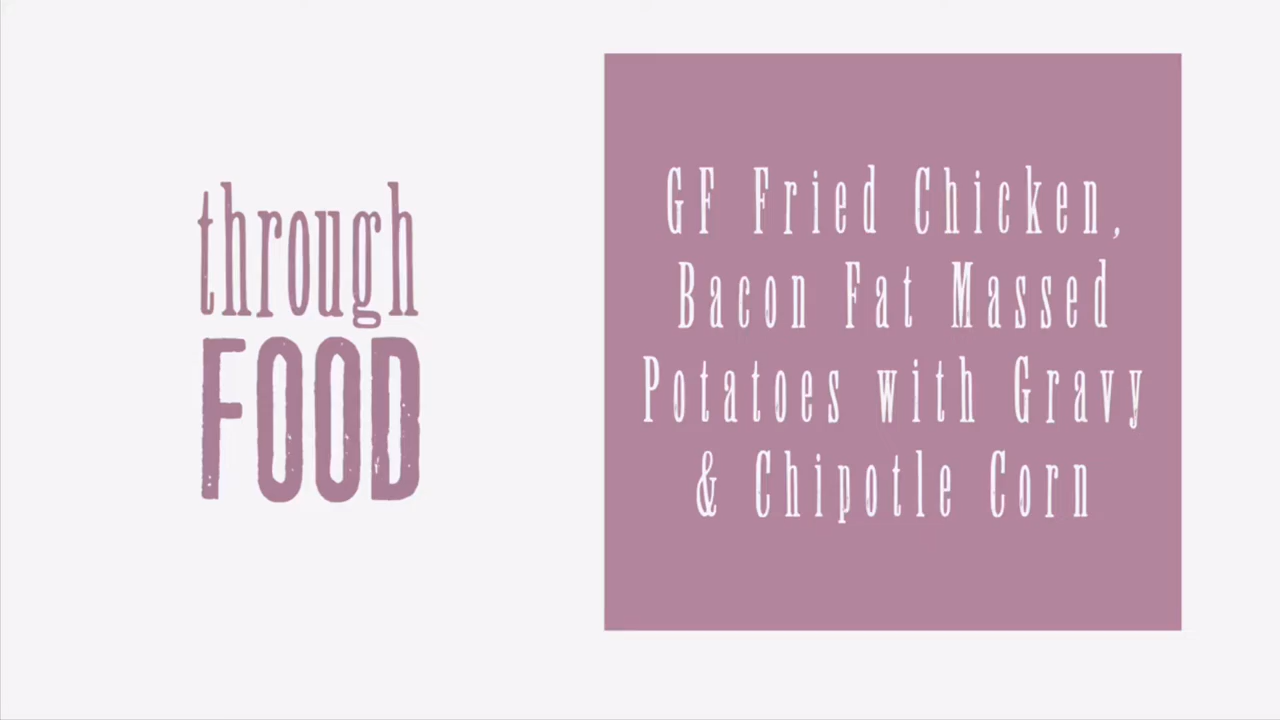 through
FOOD
GF Fried Chicken,
Bacon Fat Massed
Potatoes with Gravy
& Chipotle Corn